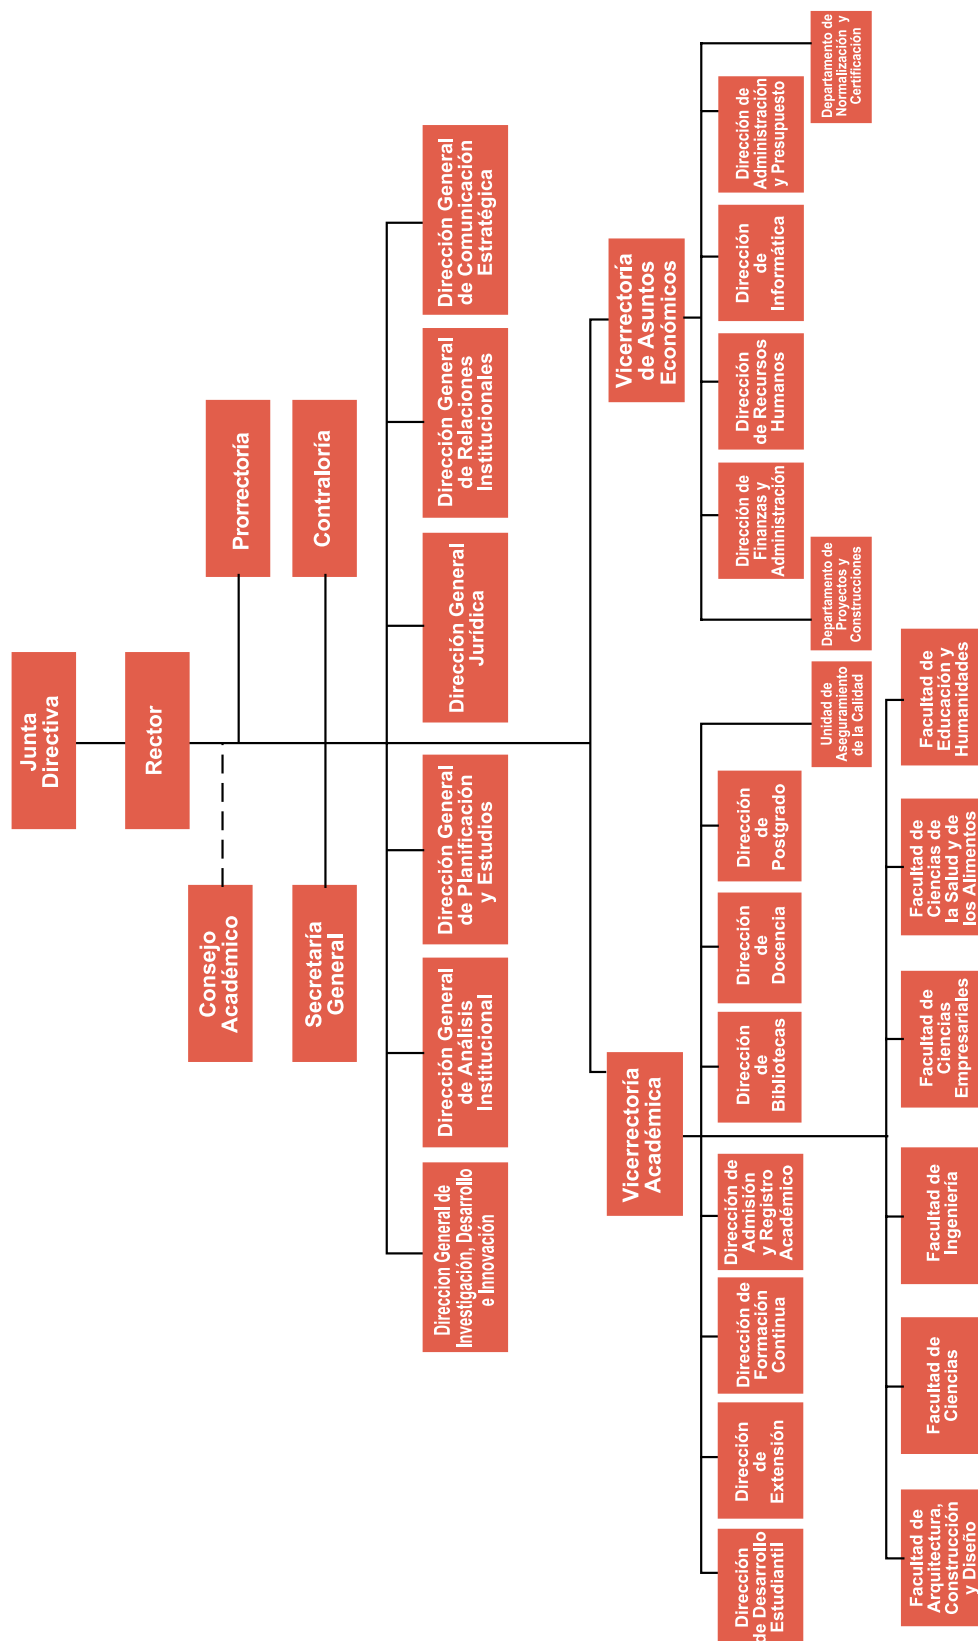 Junta
Directiva
Rector
Prorrectoría
Consejo
Académico
Secretaría
General
Contraloría
Direccion General de
Investigación, Desarrollo
e Innovación
Dirección General
de Análisis
Institucional
Dirección General
de Planificación
y Estudios
Dirección General
Jurídica
Dirección General
de Relaciones
Institucionales
Dirección General
de Comunicación
Estratégica
Vicerrectoría
Académica
Vicerrectoría
de Asuntos
Económicos
Dirección
de Desarrollo
Estudiantil
Dirección
de
Extensión
Dirección de
Formación
Continua
Dirección de
Admisión
y Registro
Académico
Dirección
de
Bibliotecas
Dirección
de
Docencia
Dirección
de
Postgrado
Unidad de
Aseguramiento
de la Calidad
Departamento de
Proyectos y
Construcciones
Dirección de
Finanzas y
Administración
Dirección
de Recursos
Humanos
Dirección
de
Informática
Dirección de
Administración
y Presupuesto
Departamento de
Normalización y
Certificación
Facultad de
Arquitectura,
Construcción
y Diseño
Facultad de
Ciencias
Facultad de
Ingeniería
Facultad de
Ciencias
Empresariales
Facultad de
Ciencias de
la Salud y de
los Alimentos
Facultad de
Educación y
Humanidades